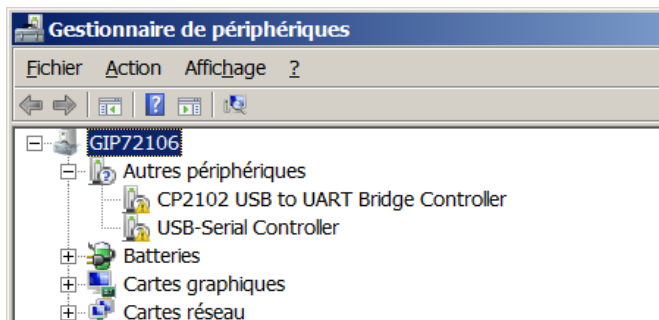 Gestionnaire de périphériques
Fichier Action Affichage ?
GIP72106
Autres périphériques
CP2102 USB to UART Bridge Controller
USB-Serial Controller
Batteries
Cartes graphiques
Cartes réseau